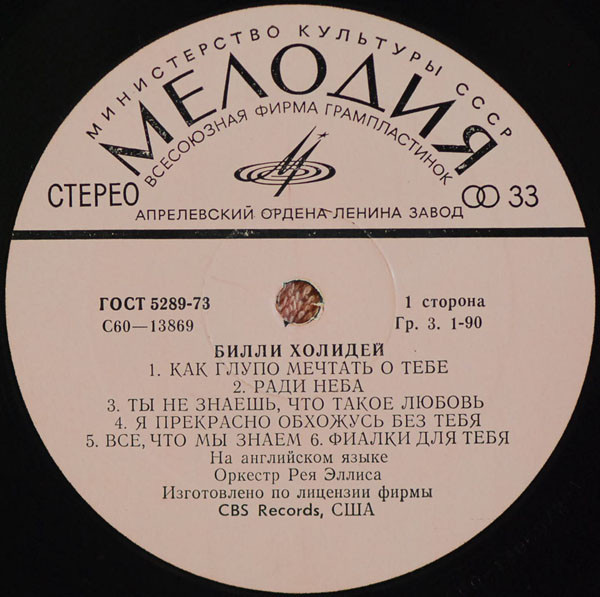 МИНИСТЕРСТВО КУЛЬТУРЫ СССР
МЕЛОДИЯ
ВСЕСОЮЗНАЯ ФИРМА ГРАМПЛАСТИНОК
СТЕРЕО
33
АПРЕЛЕВСКИЙ ОРДЕНА ЛЕНИНА ЗАВОД
ГОСТ 5289-73
1 сторона
С60—13869
Гр. 3. 1-90
БИЛЛИ ХОЛИДЕЙ
1. КАК ГЛУПО МЕЧТАТЬ О ТЕБЕ
2. РАДИ НЕБА
3. ТЫ НЕ ЗНАЕШЬ, ЧТО ТАКОЕ ЛЮБОВЬ
4. Я ПРЕКРАСНО ОБХОЖУСЬ БЕЗ ТЕБЯ
5. ВСЕ, ЧТО МЫ ЗНАЕМ 6. ФИАЛКИ ДЛЯ ТЕБЯ
На английском языке
Оркестр Рея Эллиса
Изготовлено по лицензии фирмы
CBS Records, США